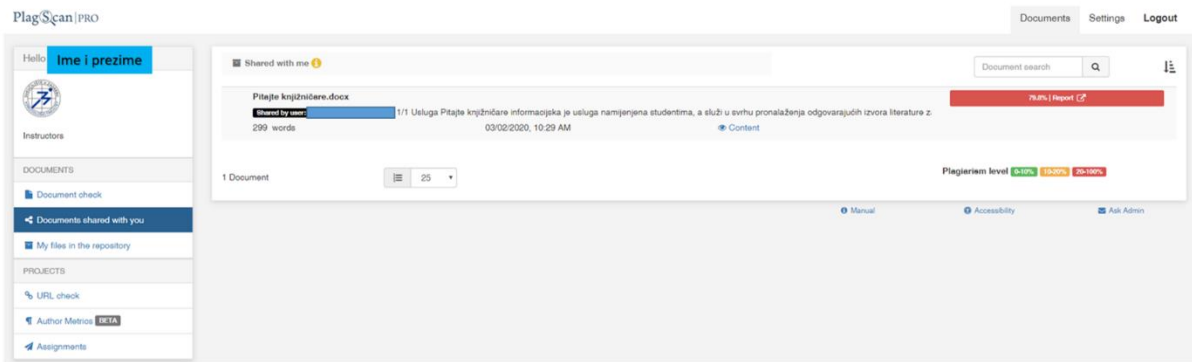 PlagScan|PRO
Documents Settings Logout
Hello Ime i prezime
Instructors
DOCUMENTS
Document check
Documents shared with you
My files in the repository
PROJECTS
URL check
Author Metrics BETA
Assignments
Shared with me
Document search
Pitajte knjižničare.docx
79.8% | Report
Shared by user: 1/1 Usluga Pitajte knjižničare informacijska je usluga namijenjena studentima, a služi u svrhu pronalaženja odgovarajućih izvora literature z
299 words 03/02/2020, 10:29 AM Content
1 Document 25 Plagiarism level 0-10% 10-20% 20-100%
Manual Accessibility Ask Admin